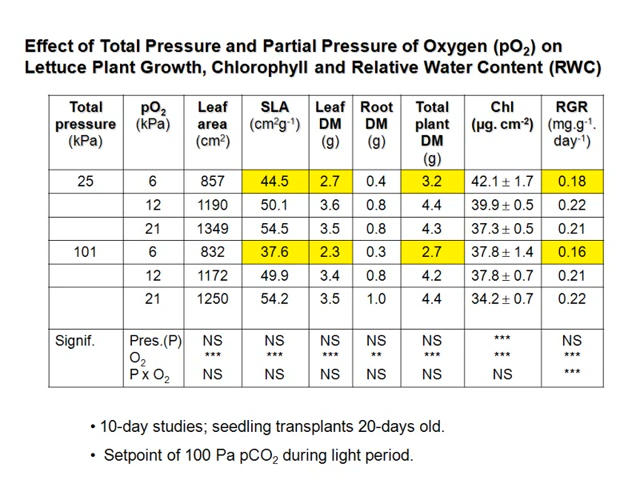 Effect of Total Pressure and Partial Pressure of Oxygen (pO₂) on
Lettuce Plant Growth, Chlorophyll and Relative Water Content (RWC)
Total pressure (kPa) pO₂ (kPa) Leaf area (cm²) SLA (cm²g⁻¹) Leaf DM (g) Root DM (g) Total plant DM (g) Chl (µg. cm⁻²) RGR (mg.g⁻¹. day⁻¹)
25 6 857 44.5 2.7 0.4 3.2 42.1 ± 1.7 0.18
12 1190 50.1 3.6 0.8 4.4 39.9 ± 0.5 0.22
21 1349 54.5 3.5 0.8 4.3 37.3 ± 0.5 0.21
101 6 832 37.6 2.3 0.3 2.7 37.8 ± 1.4 0.16
12 1172 49.9 3.4 0.8 4.2 37.8 ± 0.7 0.21
21 1250 54.2 3.5 1.0 4.4 34.2 ± 0.7 0.22
Signif. Pres.(P) NS NS NS NS NS *** NS
O₂ *** *** *** ** *** *** ***
P x O₂ NS NS NS NS NS NS ***
• 10-day studies; seedling transplants 20-days old.
• Setpoint of 100 Pa pCO₂ during light period.